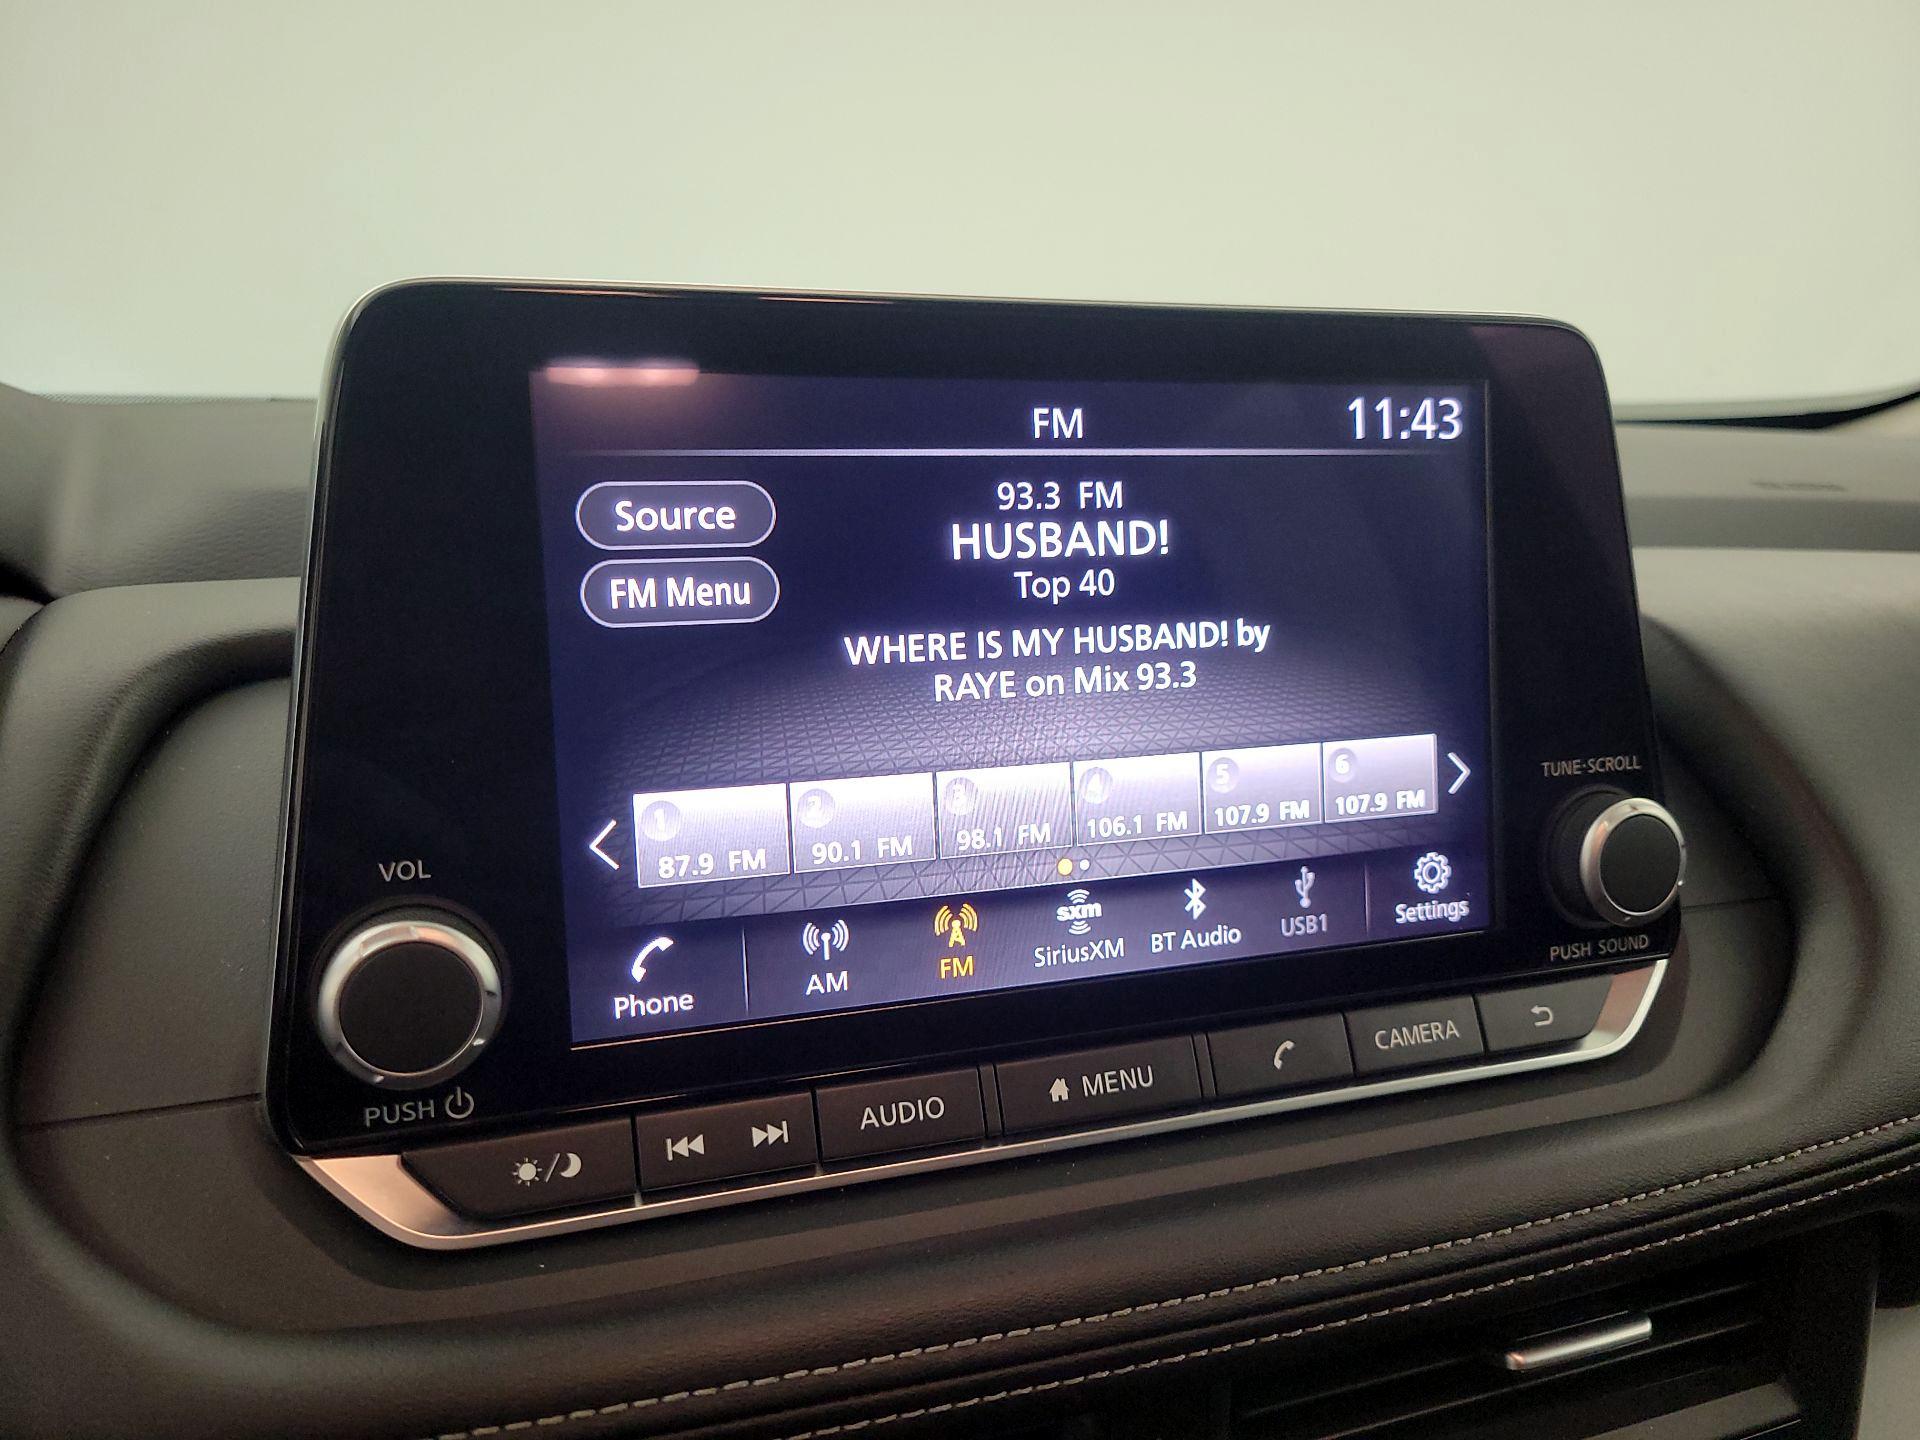 FM
11:43
Source
FM Menu
93.3 FM
HUSBAND!
Top 40
WHERE IS MY HUSBAND! by
RAYE on Mix 93.3
1
87.9 FM
2
90.1 FM
3
98.1 FM
4
106.1 FM
5
107.9 FM
6
107.9 FM
Phone
AM
FM
sxm
SiriusXM
BT Audio
USB1
Settings
VOL
PUSH
TUNE·SCROLL
PUSH SOUND
AUDIO
MENU
CAMERA